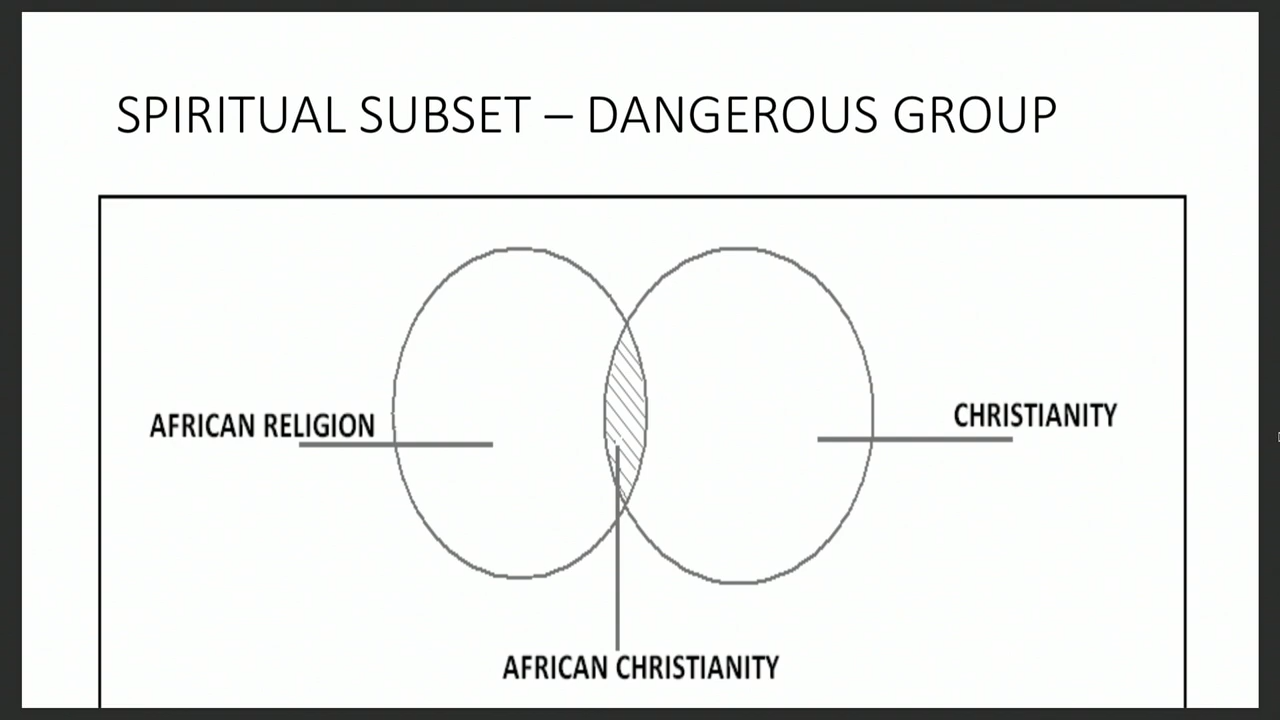 SPIRITUAL SUBSET – DANGEROUS GROUP
AFRICAN RELIGION
CHRISTIANITY
AFRICAN CHRISTIANITY